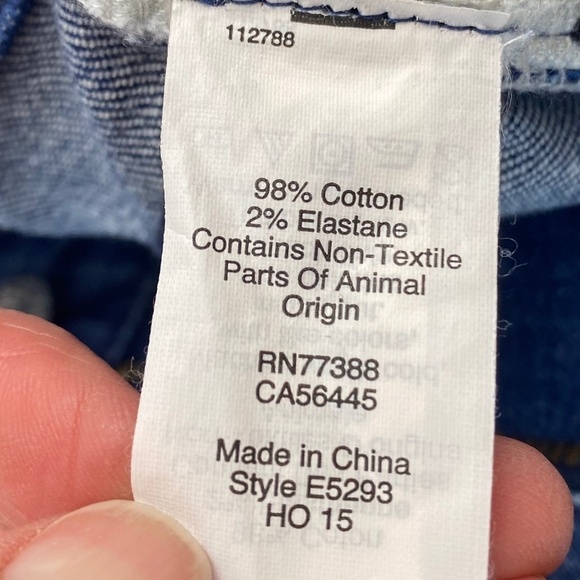 112788
98% Cotton
2% Elastane
Contains Non-Textile
Parts Of Animal
Origin
RN77388
CA56445
Made in China
Style E5293
HO 15